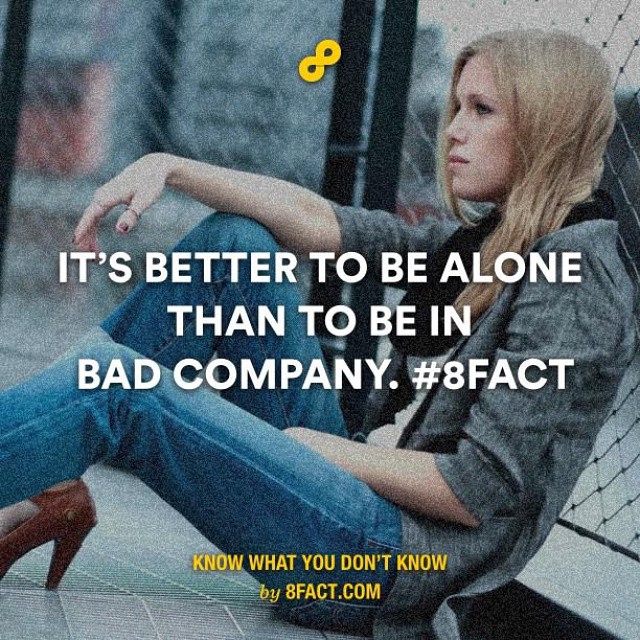 IT'S BETTER TO BE ALONE
THAN TO BE IN
BAD COMPANY. #8FACT
KNOW WHAT YOU DON'T KNOW
by 8FACT.COM